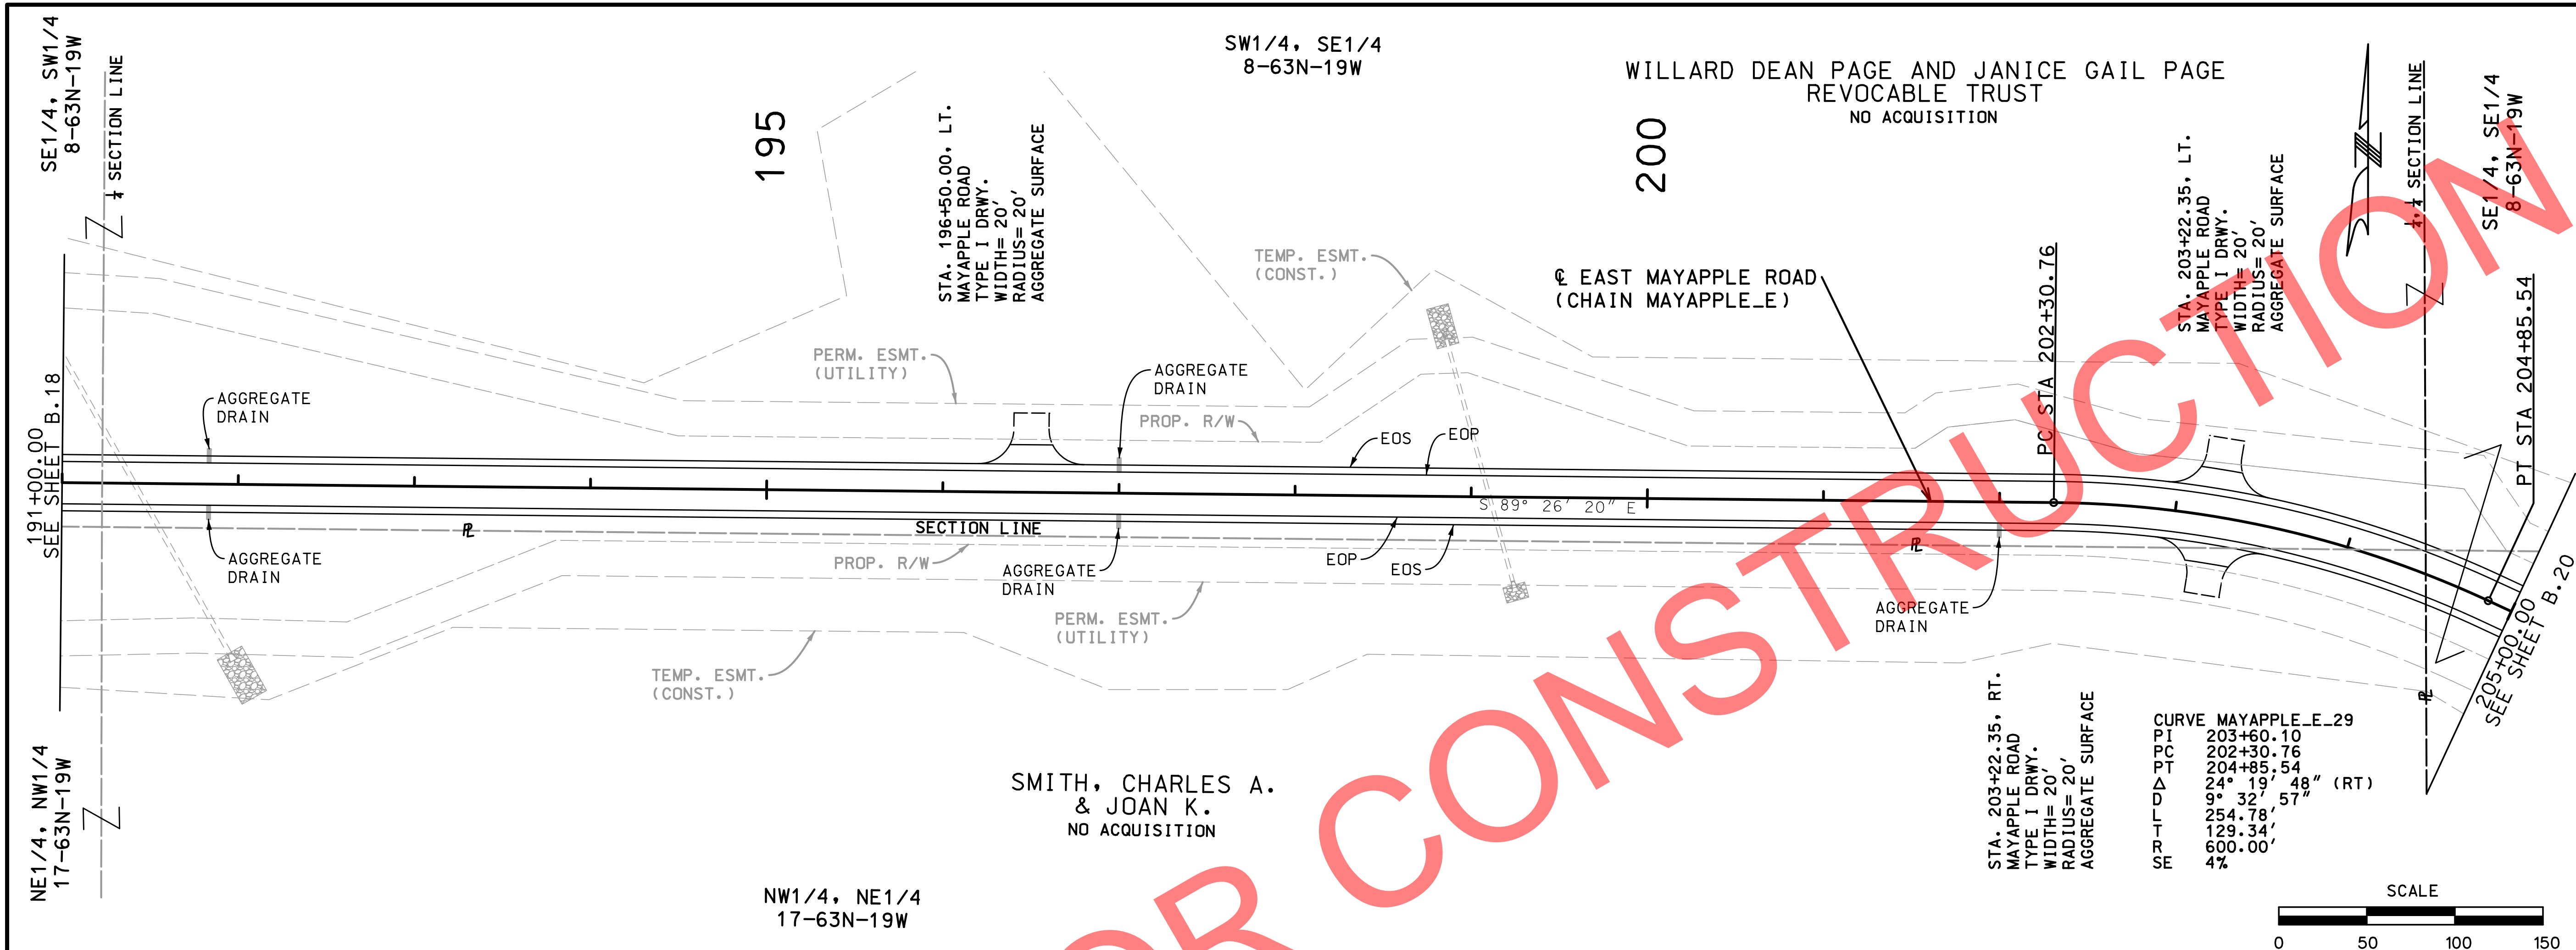 SE1/4, SW1/4
8-63N-19W
1/4 SECTION LINE
SW1/4, SE1/4
8-63N-19W
WILLARD DEAN PAGE AND JANICE GAIL PAGE
REVOCABLE TRUST
NO ACQUISITION
195
200
STA. 196+50.00, LT.
MAYAPPLE ROAD
TYPE I DRWY.
WIDTH= 20'
RADIUS= 20'
AGGREGATE SURFACE
STA. 203+22.35, LT.
MAYAPPLE ROAD
TYPE I DRWY.
WIDTH= 20'
RADIUS= 20'
AGGREGATE SURFACE
1/4, 1/4 SECTION LINE
SE1/4, SE1/4
8-63N-19W
TEMP. ESMT.
(CONST.)
℄ EAST MAYAPPLE ROAD
(CHAIN MAYAPPLE_E)
PC STA 202+30.76
PT STA 204+85.54
PERM. ESMT.
(UTILITY)
AGGREGATE
DRAIN
AGGREGATE
DRAIN
PROP. R/W
EOS
EOP
191+00.00
SEE SHEET B.18
S 89° 26' 20" E
PL
SECTION LINE
PL
AGGREGATE
DRAIN
PROP. R/W
AGGREGATE
DRAIN
EOP
EOS
PERM. ESMT.
(UTILITY)
AGGREGATE
DRAIN
TEMP. ESMT.
(CONST.)
PL
205+00.00
SEE SHEET B.20
NE1/4, NW1/4
17-63N-19W
SMITH, CHARLES A.
& JOAN K.
NO ACQUISITION
NW1/4, NE1/4
17-63N-19W
STA. 203+22.35, RT.
MAYAPPLE ROAD
TYPE I DRWY.
WIDTH= 20'
RADIUS= 20'
AGGREGATE SURFACE
CURVE MAYAPPLE_E_29
PI 203+60.10
PC 202+30.76
PT 204+85.54
Δ 24° 19' 48" (RT)
D 9° 32' 57"
L 254.78'
T 129.34'
R 600.00'
SE 4%
SCALE
0 50 100 150
OR CONSTRUCTION